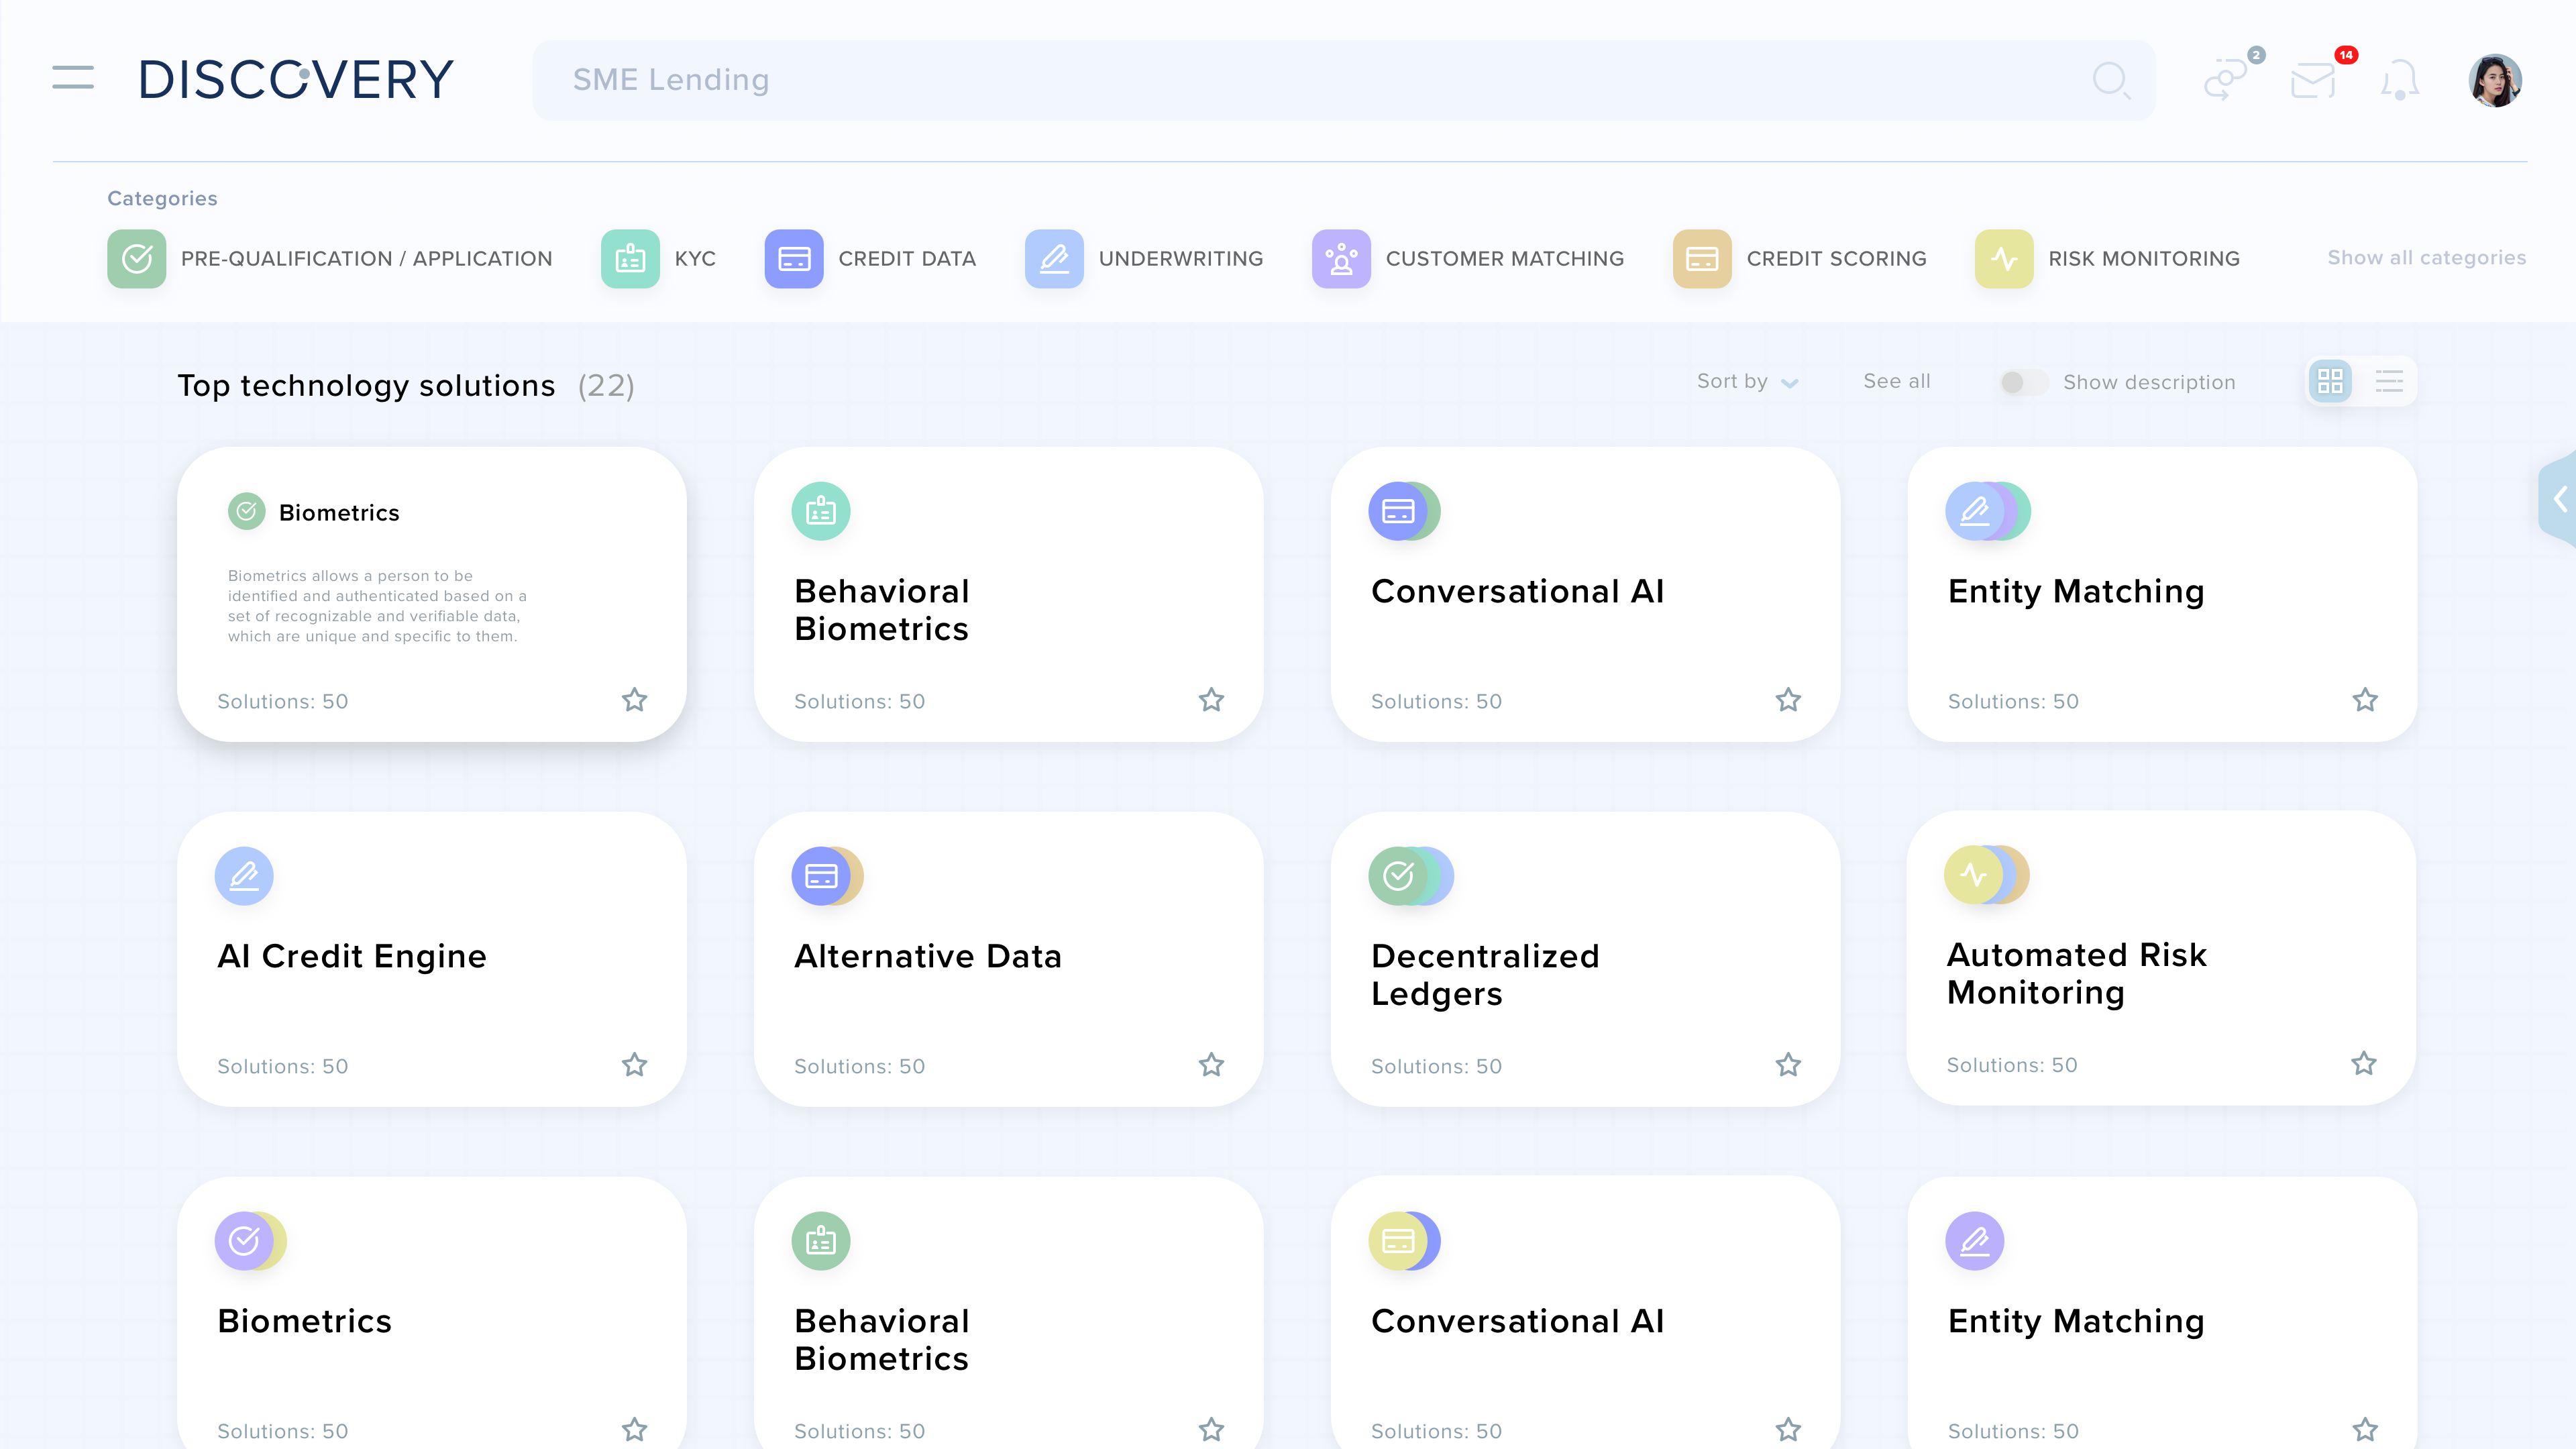 DISCOVERY
SME Lending
2
14
Categories
PRE-QUALIFICATION / APPLICATION
KYC
CREDIT DATA
UNDERWRITING
CUSTOMER MATCHING
CREDIT SCORING
RISK MONITORING
Show all categories
Top technology solutions (22)
Sort by
See all
Show description
Biometrics
Biometrics allows a person to be
identified and authenticated based on a
set of recognizable and verifiable data,
which are unique and specific to them.
Solutions: 50
Behavioral
Biometrics
Solutions: 50
Conversational AI
Solutions: 50
Entity Matching
Solutions: 50
AI Credit Engine
Solutions: 50
Alternative Data
Solutions: 50
Decentralized
Ledgers
Solutions: 50
Automated Risk
Monitoring
Solutions: 50
Biometrics
Solutions: 50
Behavioral
Biometrics
Solutions: 50
Conversational AI
Solutions: 50
Entity Matching
Solutions: 50